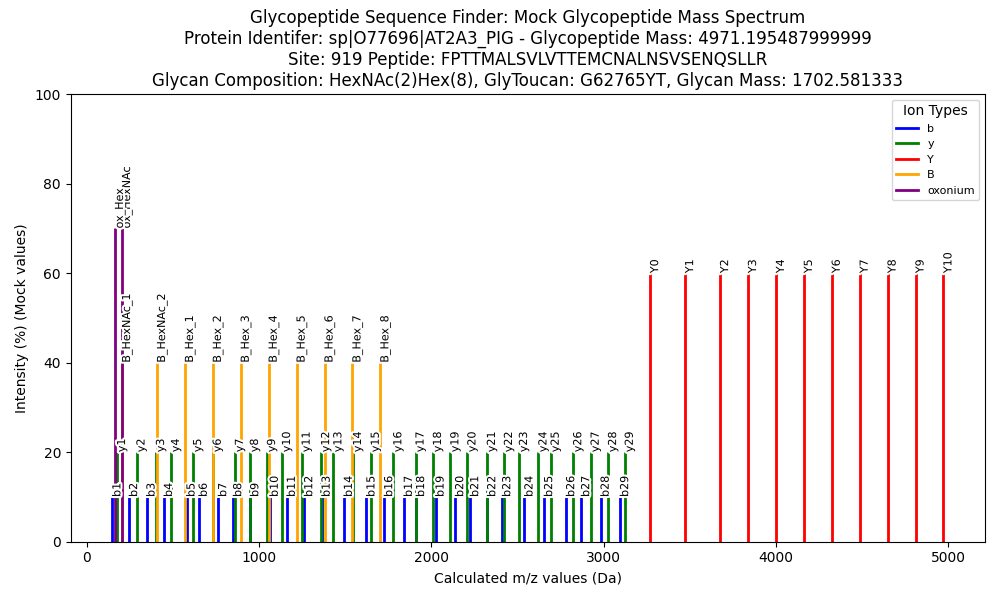 Glycopeptide Sequence Finder: Mock Glycopeptide Mass Spectrum
Protein Identifer: sp|O77696|AT2A3_PIG - Glycopeptide Mass: 4971.195487999999
Site: 919 Peptide: FPTTMALSVLVTTEMCNALNSVSENQSLLR
Glycan Composition: HexNAc(2)Hex(8), GlyToucan: G62765YT, Glycan Mass: 1702.581333
Intensity (%) (Mock values)
100
80
60
40
20
0
Ion Types
b
y
Y
B
oxonium
ox_Hex
ox_HexNAc
Y0
Y1
Y2
Y3
Y4
Y5
Y6
Y7
Y8
Y9
Y10
B_HexNAc_1
B_HexNAc_2
B_Hex_1
B_Hex_2
B_Hex_3
B_Hex_4
B_Hex_5
B_Hex_6
B_Hex_7
B_Hex_8
y1
y2
y3
y4
y5
y6
y7
y8
y9
y10
y11
y12
y13
y14
y15
y16
y17
y18
y19
y20
y21
y22
y23
y24
y25
y26
y27
y28
y29
b1
b2
b3
b4
b5
b6
b7
b8
b9
b10
b11
b12
b13
b14
b15
b16
b17
b18
b19
b20
b21
b22
b23
b24
b25
b26
b27
b28
b29
0
1000
2000
3000
4000
5000
Calculated m/z values (Da)